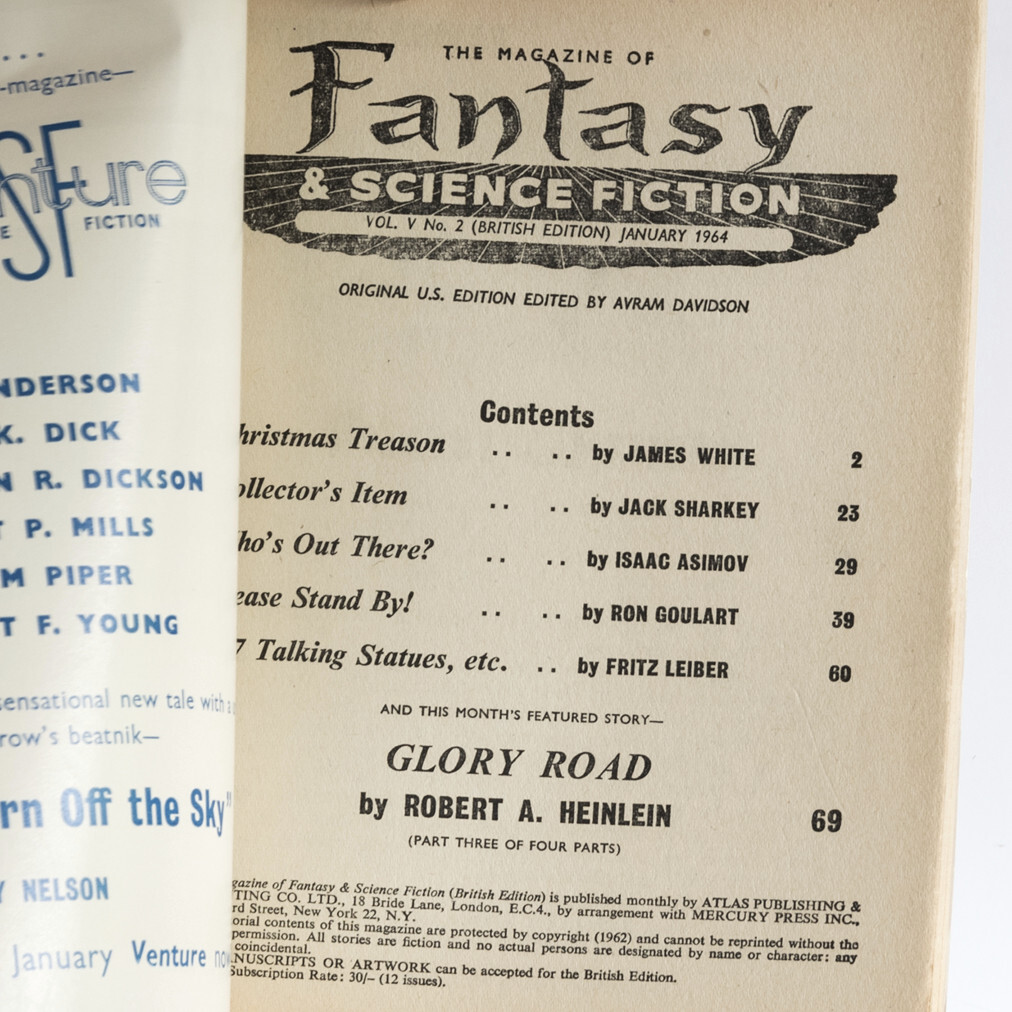 . . .
-magazine—
SF
nture
E
FICTION
NDERSON
K. DICK
N R. DICKSON
T P. MILLS
M PIPER
T F. YOUNG
sensational new tale with a
row's beatnik—
rn Off the Sky"
Y NELSON
January Venture no
THE MAGAZINE OF
Fantasy
& SCIENCE FICTION
VOL. V No. 2 (BRITISH EDITION) JANUARY 1964
ORIGINAL U.S. EDITION EDITED BY AVRAM DAVIDSON
Contents
hristmas Treason .. .. by JAMES WHITE 2
ollector's Item .. .. by JACK SHARKEY 23
ho's Out There? .. .. by ISAAC ASIMOV 29
ease Stand By! .. .. by RON GOULART 39
7 Talking Statues, etc. .. by FRITZ LEIBER 60
AND THIS MONTH'S FEATURED STORY—
GLORY ROAD
by ROBERT A. HEINLEIN 69
(PART THREE OF FOUR PARTS)
gazine of Fantasy & Science Fiction (British Edition) is published monthly by ATLAS PUBLISHING &
TING CO. LTD., 18 Bride Lane, London, E.C.4., by arrangement with MERCURY PRESS INC.,
rd Street, New York 22, N.Y.
orial contents of this magazine are protected by copyright (1962) and cannot be reprinted without the
permission. All stories are fiction and no actual persons are designated by name or character: any
coincidental.
NUSCRIPTS OR ARTWORK can be accepted for the British Edition.
Subscription Rate: 30/- (12 issues).